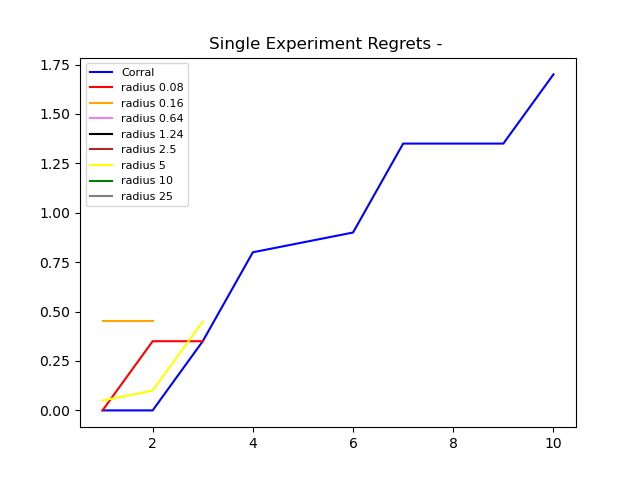 Single Experiment Regrets -
1.75
1.50
1.25
1.00
0.75
0.50
0.25
0.00
Corral
radius 0.08
radius 0.16
radius 0.64
radius 1.24
radius 2.5
radius 5
radius 10
radius 25
2 4 6 8 10